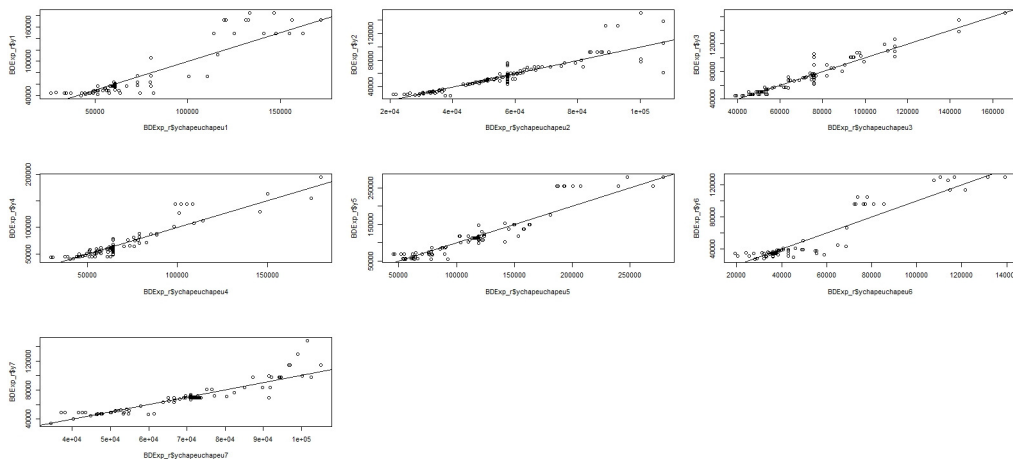 BDExp_r$y1
40000 100000 160000
50000 100000 150000
BDExp_r$ychapeuchapeu1
BDExp_r$y2
40000 80000 120000
2e+04 4e+04 6e+04 8e+04 1e+05
BDExp_r$ychapeuchapeu2
BDExp_r$y3
40000 80000 120000
40000 60000 80000 100000 120000 140000 160000
BDExp_r$ychapeuchapeu3
BDExp_r$y4
50000 100000 200000
50000 100000 150000
BDExp_r$ychapeuchapeu4
BDExp_r$y5
50000 150000 250000
50000 100000 150000 200000 250000
BDExp_r$ychapeuchapeu5
BDExp_r$y6
40000 80000 120000
20000 40000 60000 80000 100000 120000 140000
BDExp_r$ychapeuchapeu6
BDExp_r$y7
40000 80000 120000
4e+04 5e+04 6e+04 7e+04 8e+04 9e+04 1e+05
BDExp_r$ychapeuchapeu7